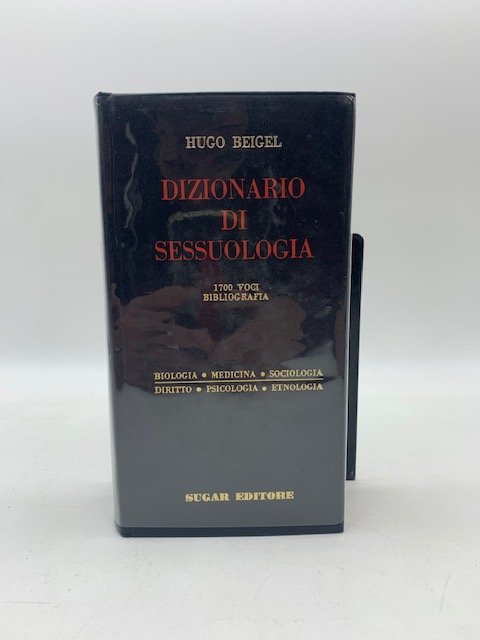 HUGO BEIGEL
DIZIONARIO
DI
SESSUOLOGIA
1700 VOCI
BIBLIOGRAFIA
BIOLOGIA • MEDICINA • SOCIOLOGIA
DIRITTO • PSICOLOGIA • ETNOLOGIA
SUGAR EDITORE